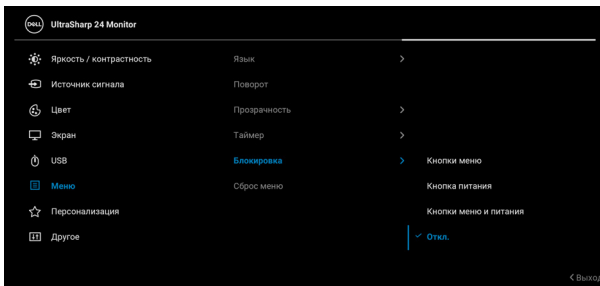 DELL UltraSharp 24 Monitor
Яркость / контрастность Язык
Источник сигнала Поворот
Цвет Прозрачность
Экран Таймер
USB Блокировка Кнопки меню
Меню Сброс меню Кнопка питания
Персонализация Кнопки меню и питания
Другое Откл.
Выход